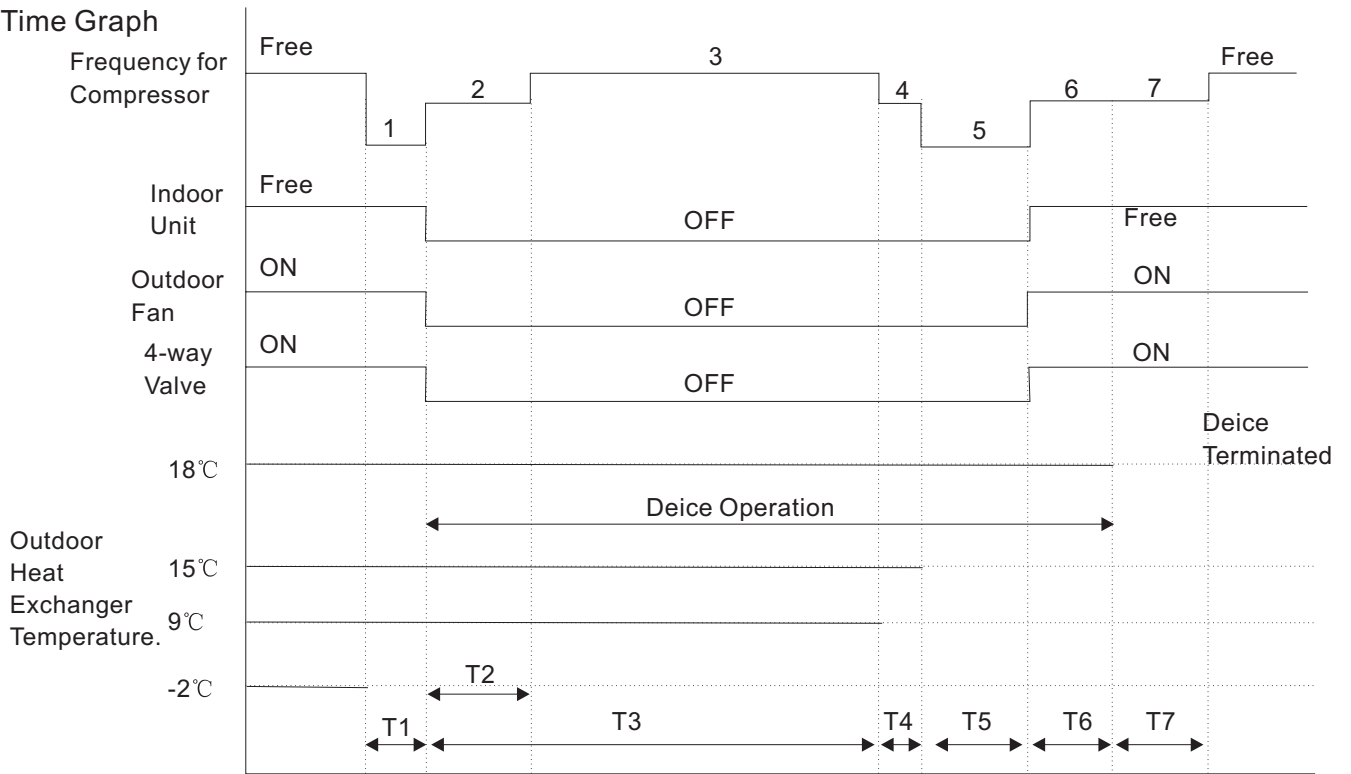 Time Graph
Frequency for
Compressor
Free
1
2
3
4
5
6
7
Free
Indoor
Unit
Free
OFF
Free
Outdoor
Fan
ON
OFF
ON
4-way
Valve
ON
OFF
ON
Deice
Terminated
18℃
Deice Operation
Outdoor
Heat
Exchanger
Temperature.
15℃
9℃
-2℃
T2
T1
T3
T4
T5
T6
T7